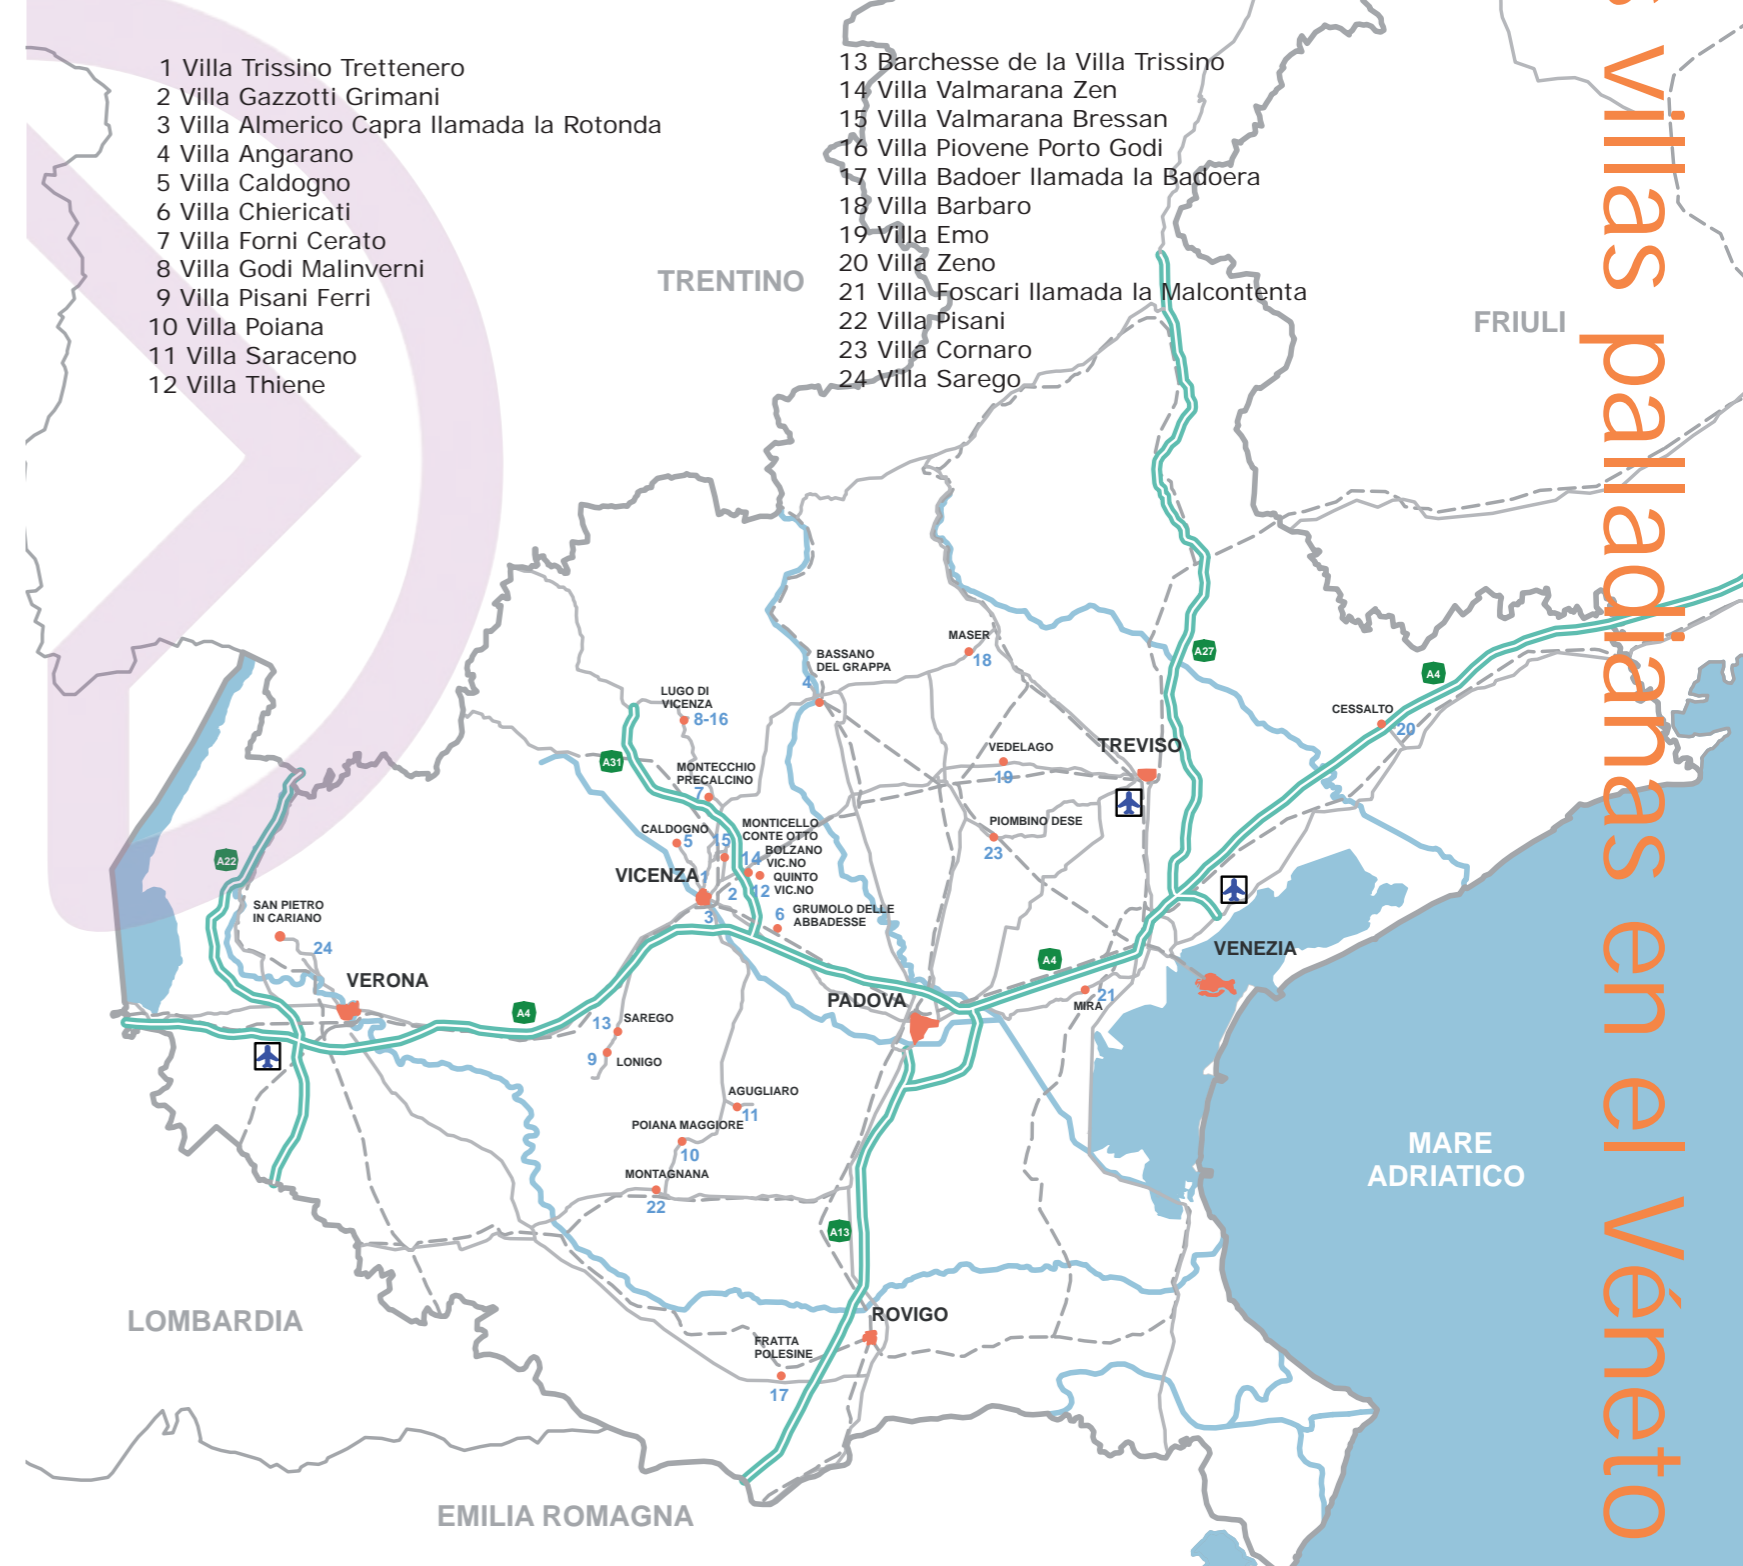 1 Villa Trissino Trettenero
2 Villa Gazzotti Grimani
3 Villa Almerico Capra llamada la Rotonda
4 Villa Angarano
5 Villa Caldogno
6 Villa Chiericati
7 Villa Forni Cerato
8 Villa Godi Malinverni
9 Villa Pisani Ferri
10 Villa Poiana
11 Villa Saraceno
12 Villa Thiene
13 Barchesse de la Villa Trissino
14 Villa Valmarana Zen
15 Villa Valmarana Bressan
16 Villa Piovene Porto Godi
17 Villa Badoer llamada la Badoera
18 Villa Barbaro
19 Villa Emo
20 Villa Zeno
21 Villa Foscari llamada la Malcontenta
22 Villa Pisani
23 Villa Cornaro
24 Villa Sarego
villas palladianas en el Véneto
TRENTINO
FRIULI
MASER
18
BASSANO
DEL GRAPPA
4
A27
A4
LUGO DI
VICENZA
8-16
CESSALTO
20
VEDELAGO
19
TREVISO
A31
MONTECCHIO
PRECALCINO
7
PIOMBINO DESE
23
CALDOGNO
5
15
MONTICELLO
CONTE OTTO
14
BOLZANO
VIC.NO
12
QUINTO
VIC.NO
VICENZA
1
2
3
6
GRUMOLO DELLE
ABBADESSE
A22
SAN PIETRO
IN CARIANO
24
VERONA
A4
A4
VENEZIA
PADOVA
MIRA
21
13
SAREGO
9
LONIGO
AGUGLIARO
11
POIANA MAGGIORE
10
MONTAGNANA
22
MARE
ADRIATICO
A13
LOMBARDIA
ROVIGO
FRATTA
POLESINE
17
EMILIA ROMAGNA